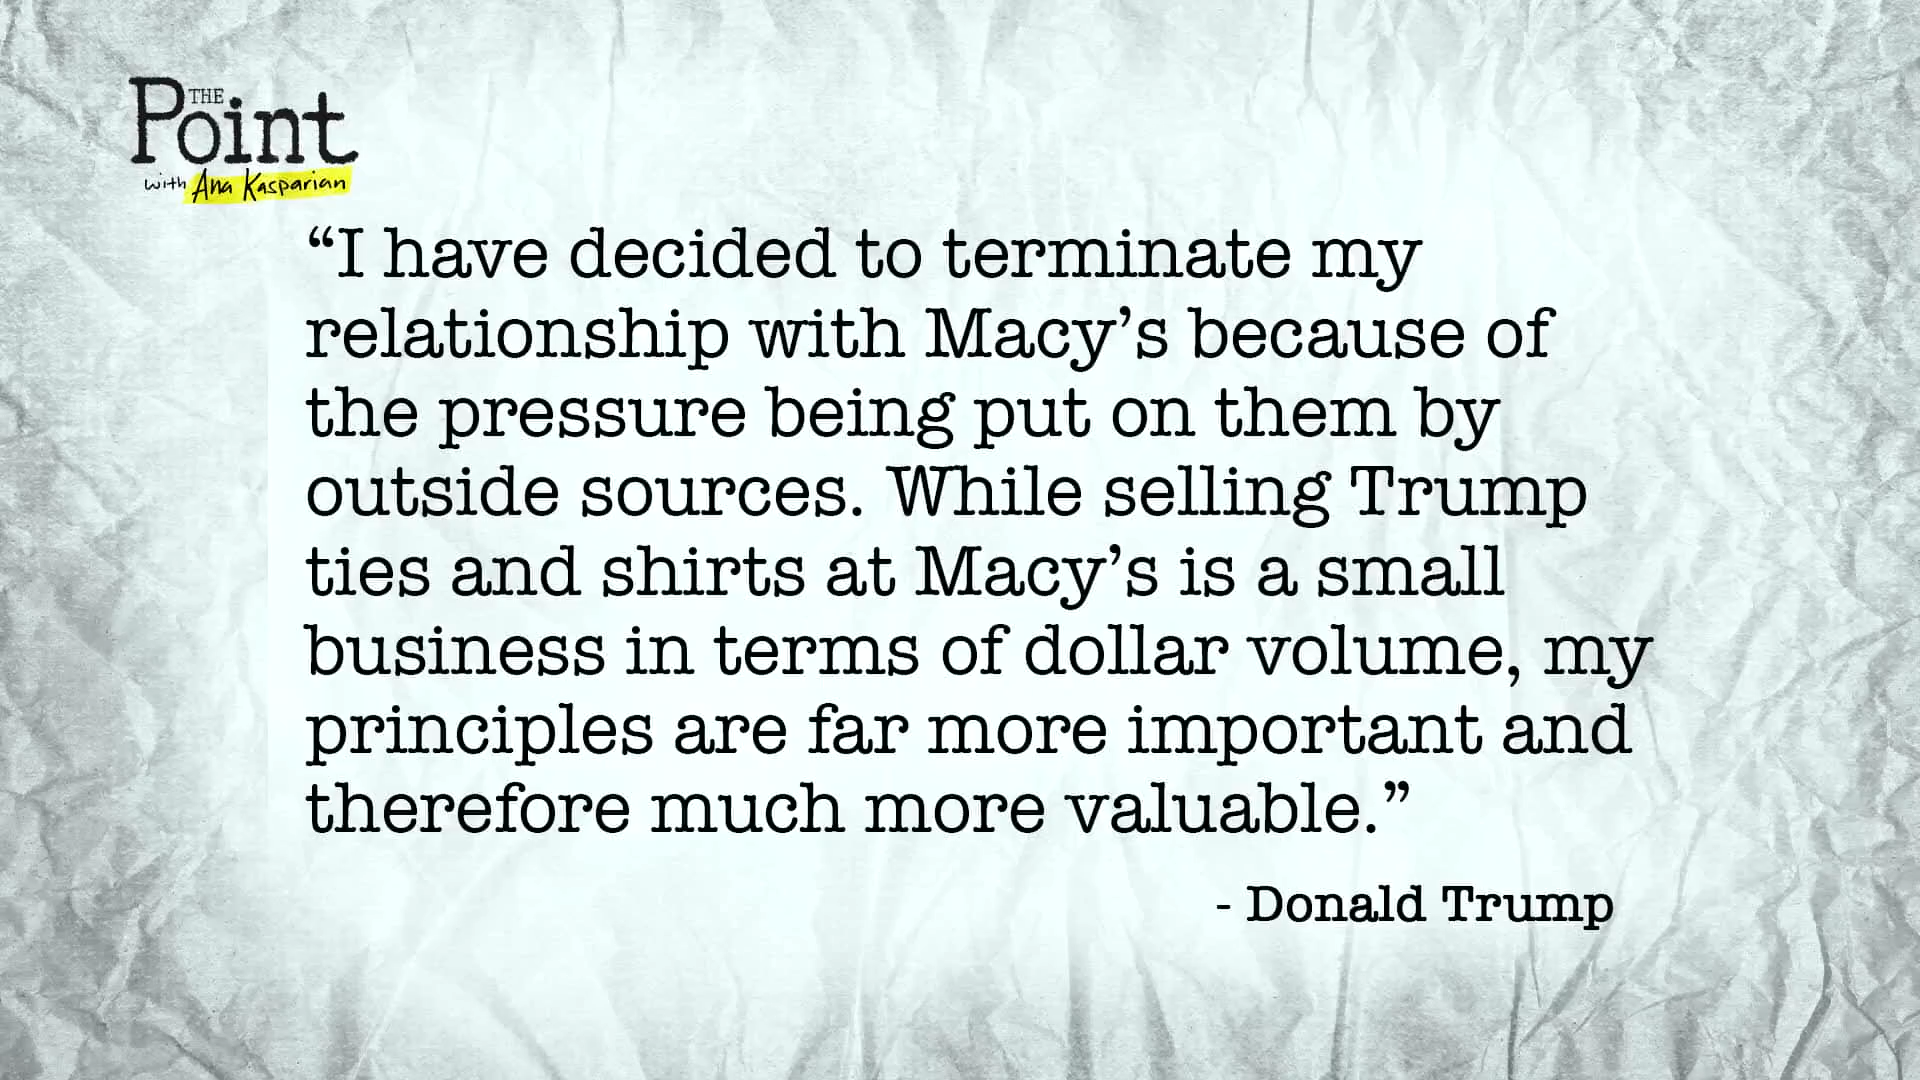 THE
Point
with Ana Kasparian
“I have decided to terminate my
relationship with Macy’s because of
the pressure being put on them by
outside sources. While selling Trump
ties and shirts at Macy’s is a small
business in terms of dollar volume, my
principles are far more important and
therefore much more valuable.”
- Donald Trump